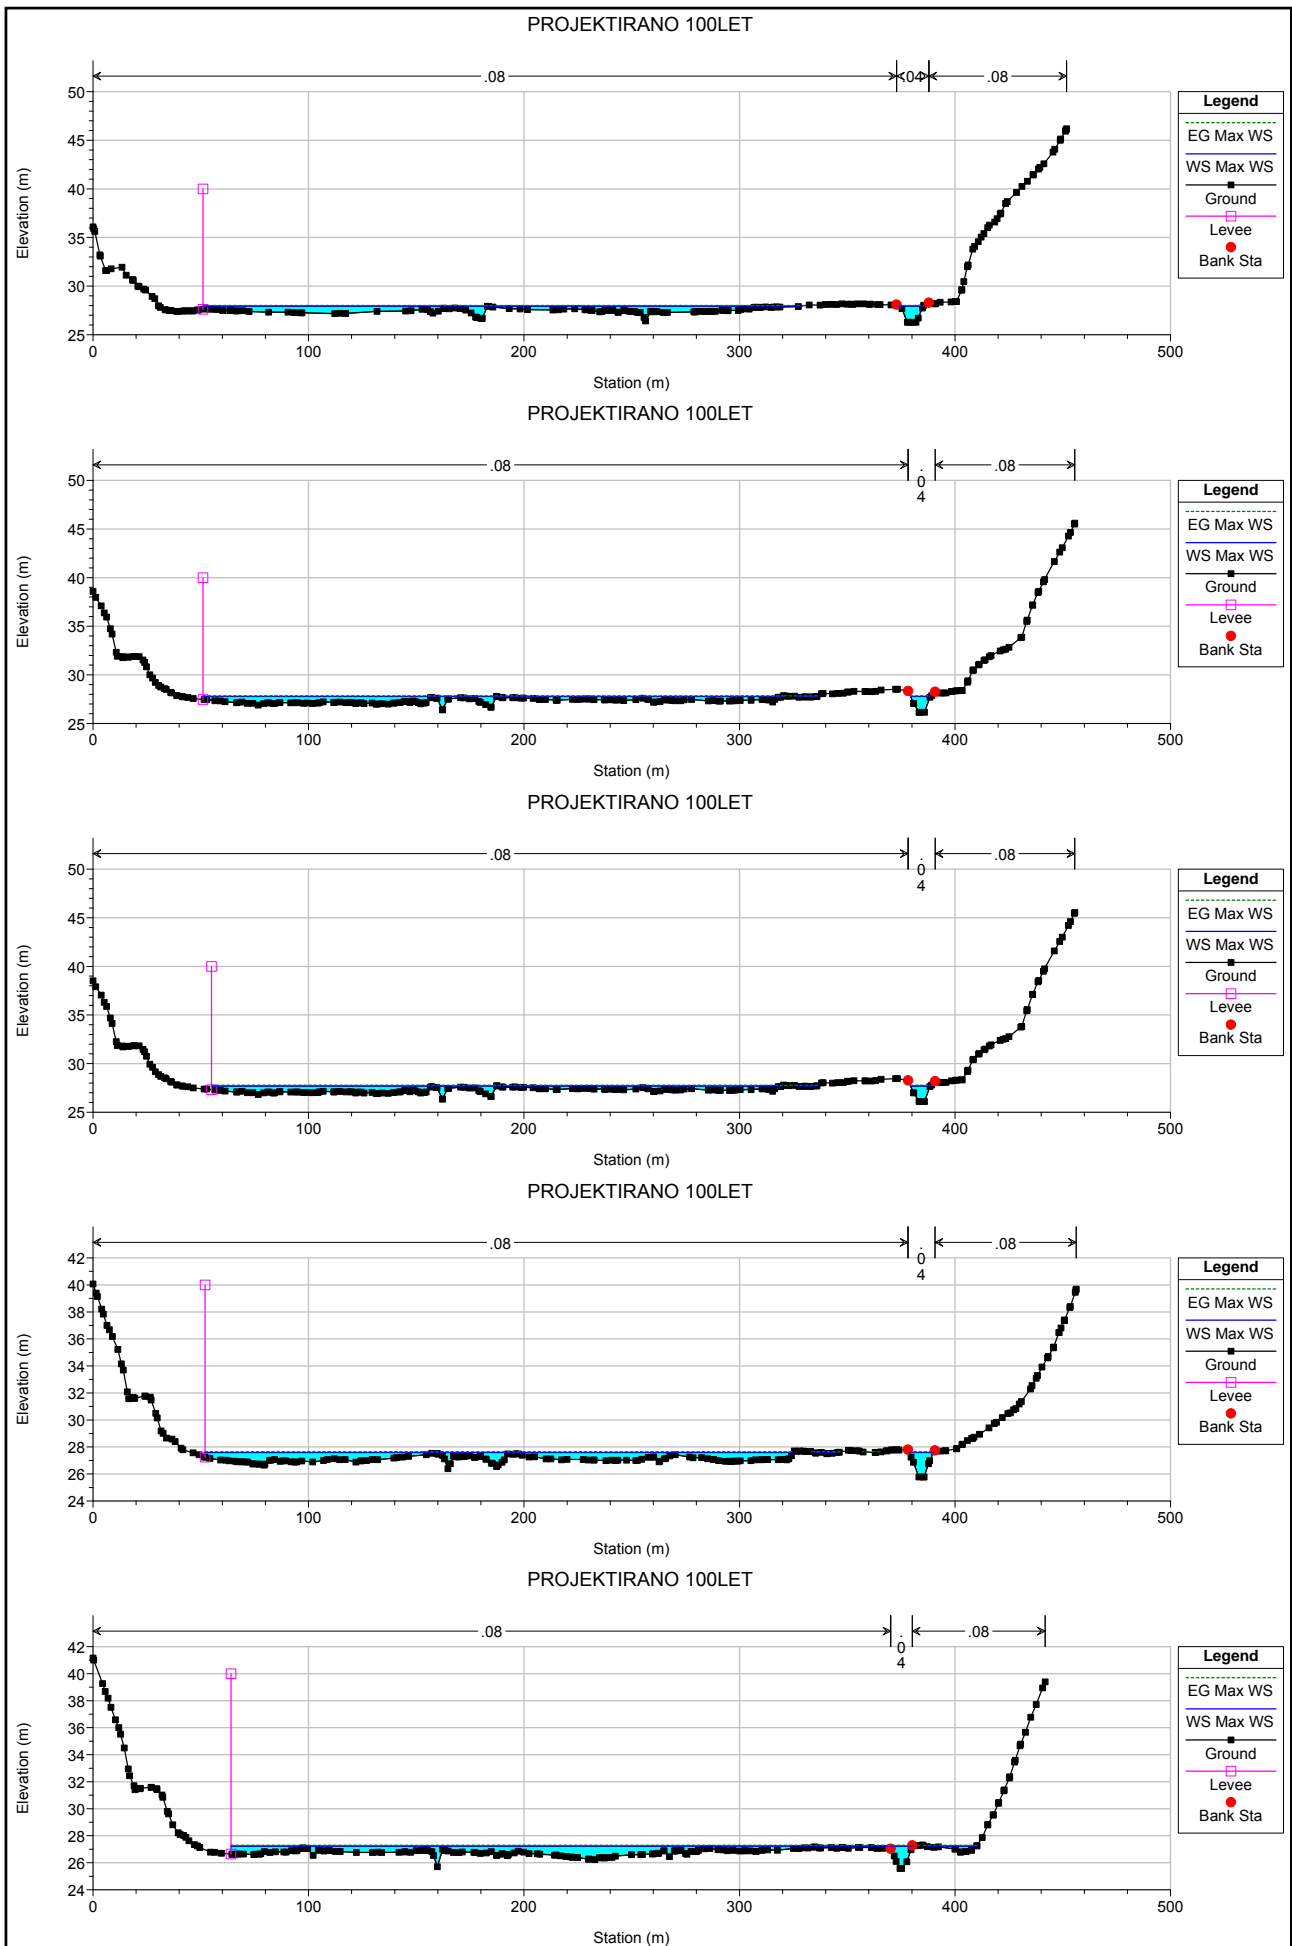 PROJEKTIRANO 100LET
.08
.04
.08
50
45
40
35
30
25
Elevation (m)
0
100
200
300
400
500
Station (m)
Legend
EG Max WS
WS Max WS
Ground
Levee
Bank Sta
PROJEKTIRANO 100LET
.08
.
0
4
.08
50
45
40
35
30
25
Elevation (m)
0
100
200
300
400
500
Station (m)
Legend
EG Max WS
WS Max WS
Ground
Levee
Bank Sta
PROJEKTIRANO 100LET
.08
.
0
4
.08
50
45
40
35
30
25
Elevation (m)
0
100
200
300
400
500
Station (m)
Legend
EG Max WS
WS Max WS
Ground
Levee
Bank Sta
PROJEKTIRANO 100LET
.08
.
0
4
.08
42
40
38
36
34
32
30
28
26
24
Elevation (m)
0
100
200
300
400
500
Station (m)
Legend
EG Max WS
WS Max WS
Ground
Levee
Bank Sta
PROJEKTIRANO 100LET
.08
.
0
4
.08
42
40
38
36
34
32
30
28
26
24
Elevation (m)
0
100
200
300
400
500
Station (m)
Legend
EG Max WS
WS Max WS
Ground
Levee
Bank Sta